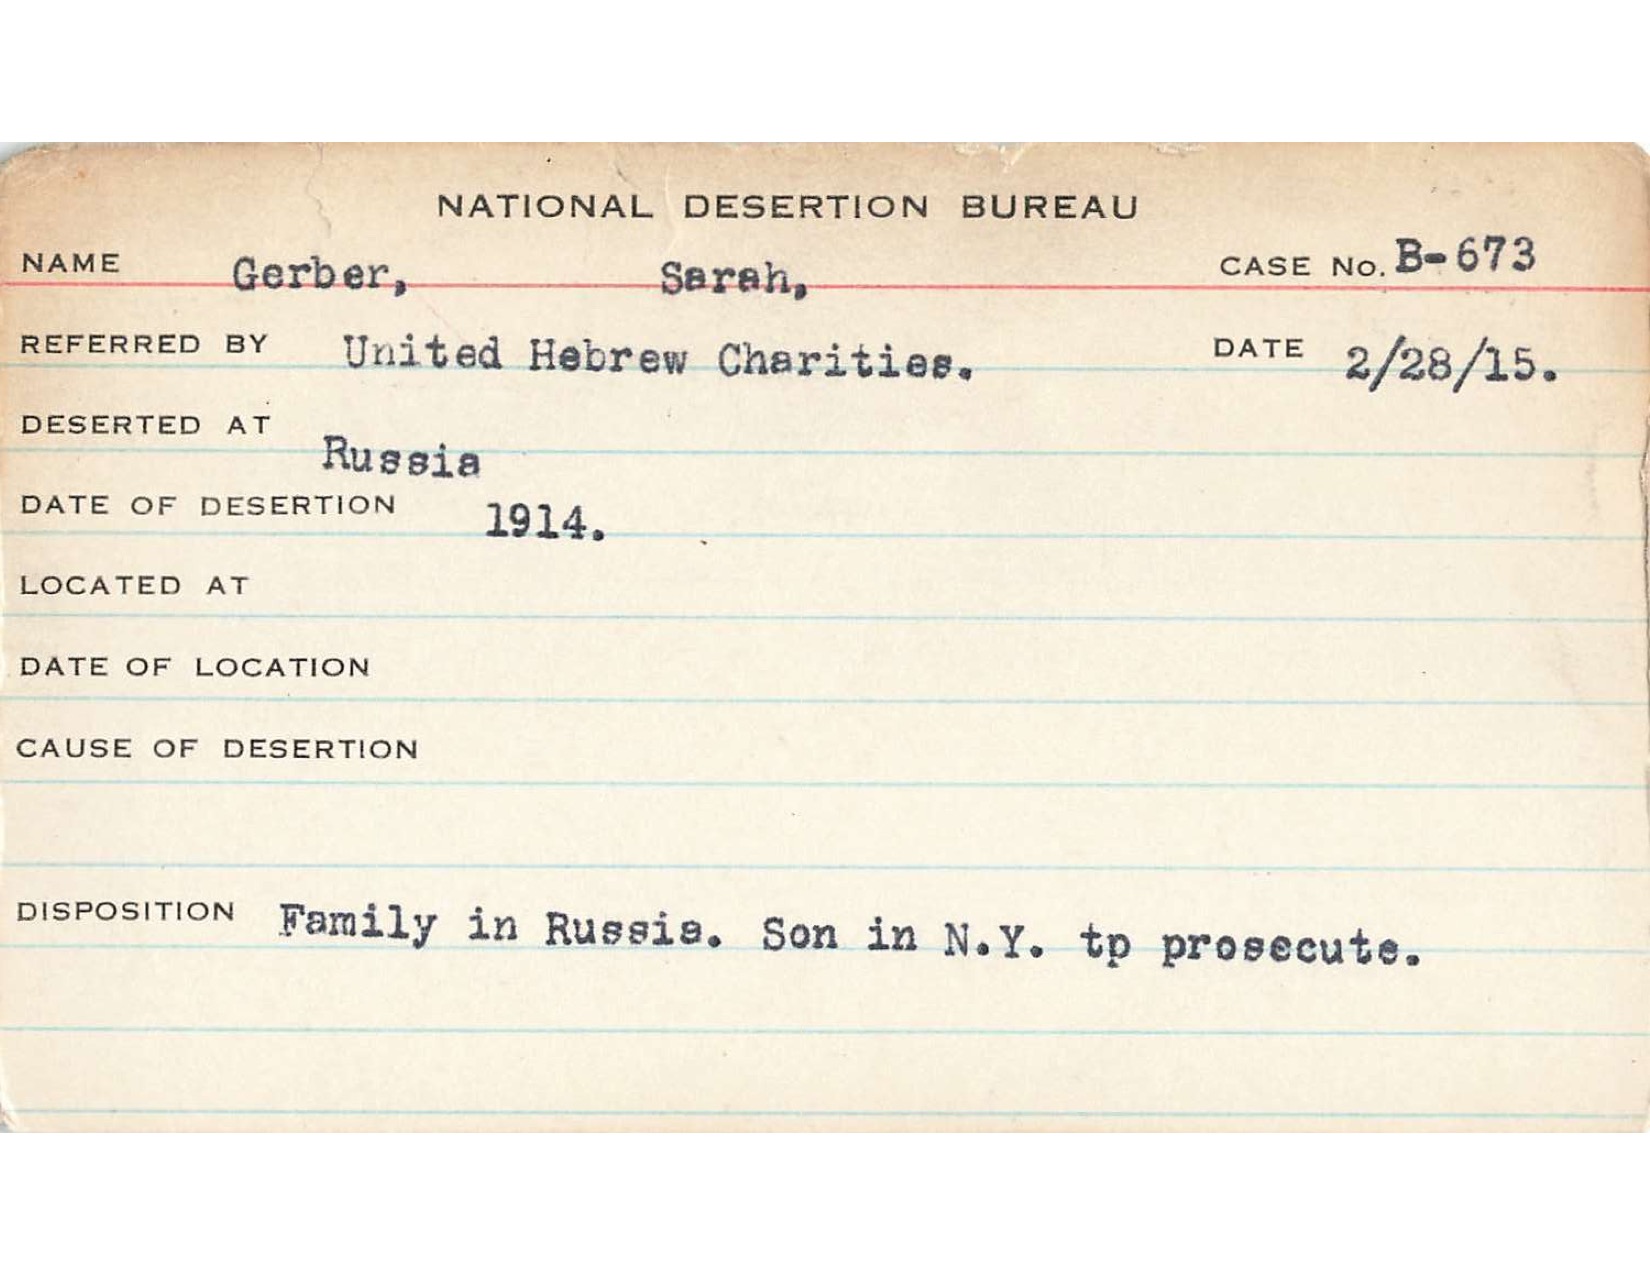 NATIONAL DESERTION BUREAU
NAME Gerber, Sarah, CASE No. B-673
REFERRED BY United Hebrew Charities. DATE 2/28/15.
DESERTED AT Russia
DATE OF DESERTION 1914.
LOCATED AT
DATE OF LOCATION
CAUSE OF DESERTION
DISPOSITION Family in Russia. Son in N.Y. tp prosecute.